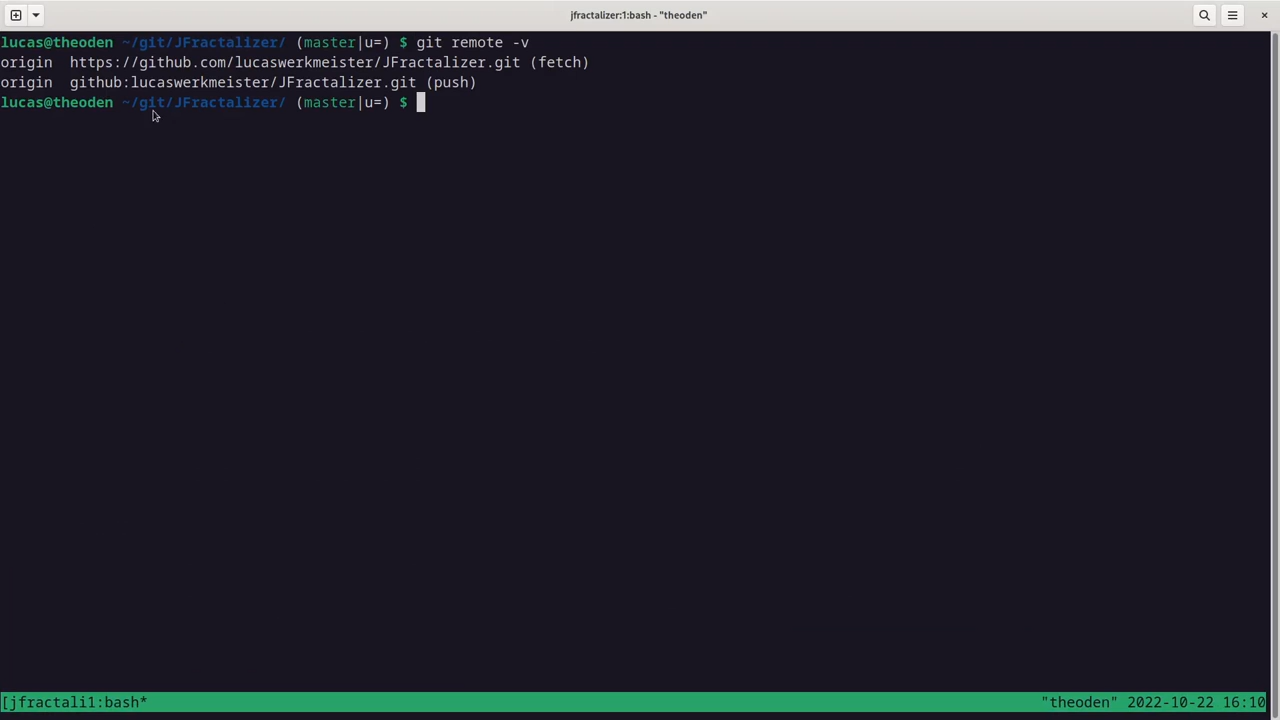 jfractalizer:1:bash - "theoden"
lucas@theoden ~/git/JFractalizer/ (master|u=) $ git remote -v
origin  https://github.com/lucaswerkmeister/JFractalizer.git (fetch)
origin  github:lucaswerkmeister/JFractalizer.git (push)
lucas@theoden ~/git/JFractalizer/ (master|u=) $
[jfractali1:bash* "theoden" 2022-10-22 16:10